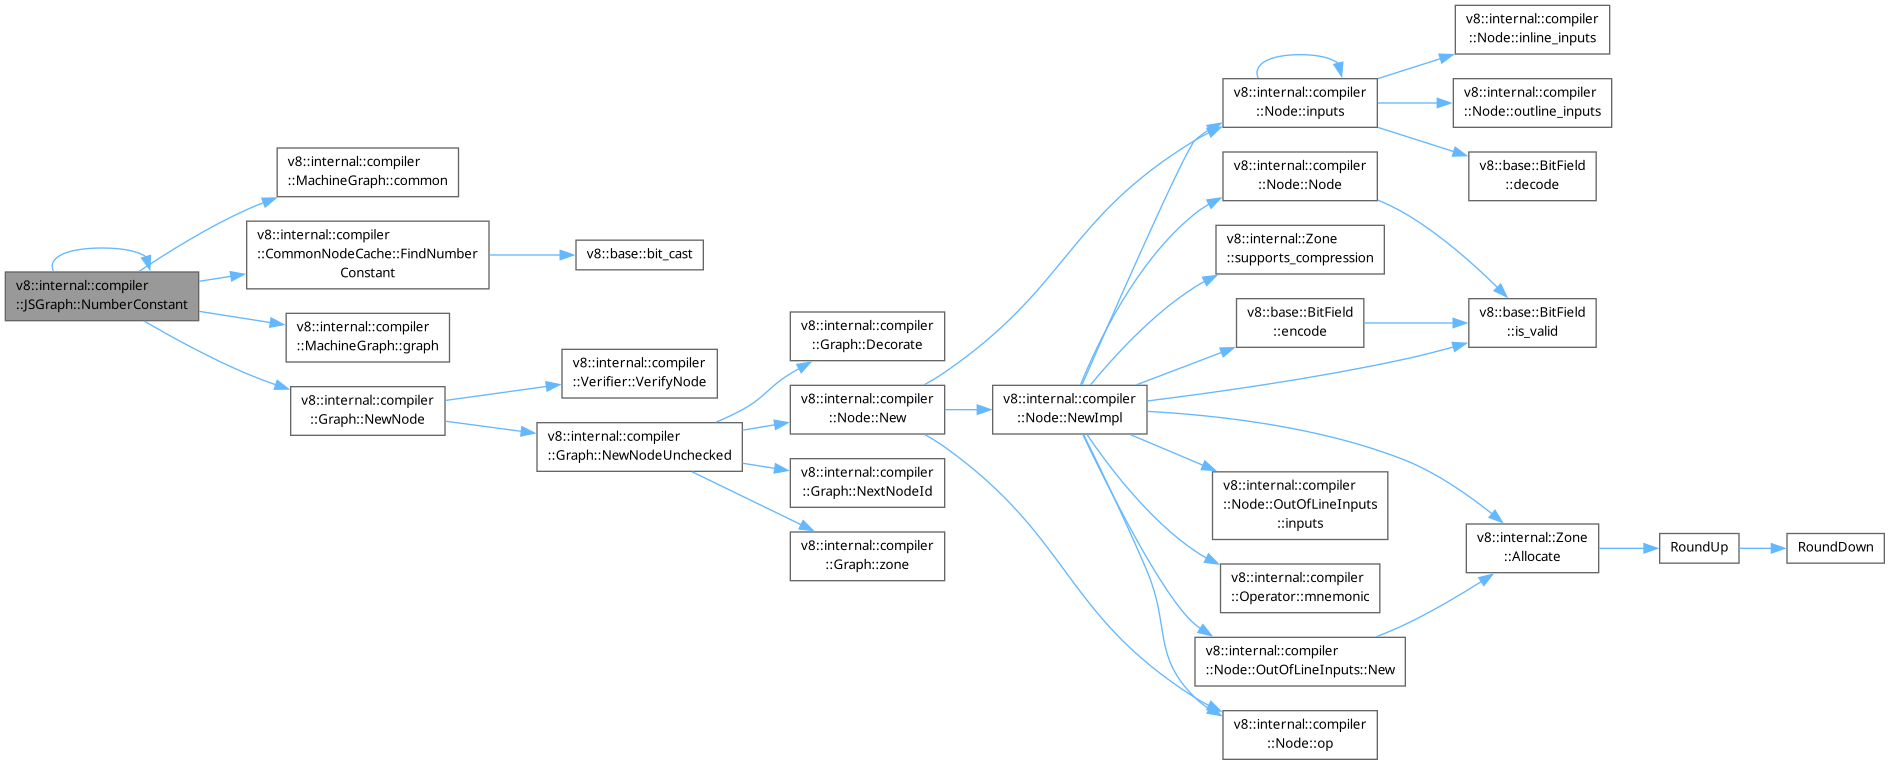 v8::internal::compiler
::JSGraph::NumberConstant
v8::internal::compiler
::MachineGraph::common
v8::internal::compiler
::CommonNodeCache::FindNumber
Constant
v8::base::bit_cast
v8::internal::compiler
::MachineGraph::graph
v8::internal::compiler
::Graph::NewNode
v8::internal::compiler
::Verifier::VerifyNode
v8::internal::compiler
::Graph::NewNodeUnchecked
v8::internal::compiler
::Graph::Decorate
v8::internal::compiler
::Node::New
v8::internal::compiler
::Graph::NextNodeId
v8::internal::compiler
::Graph::zone
v8::internal::compiler
::Node::NewImpl
v8::internal::compiler
::Node::inputs
v8::internal::compiler
::Node::Node
v8::internal::Zone
::supports_compression
v8::base::BitField
::encode
v8::internal::compiler
::Node::OutOfLineInputs
::inputs
v8::internal::compiler
::Operator::mnemonic
v8::internal::compiler
::Node::OutOfLineInputs::New
v8::internal::compiler
::Node::op
v8::internal::compiler
::Node::inline_inputs
v8::internal::compiler
::Node::outline_inputs
v8::base::BitField
::decode
v8::base::BitField
::is_valid
v8::internal::Zone
::Allocate
RoundUp
RoundDown